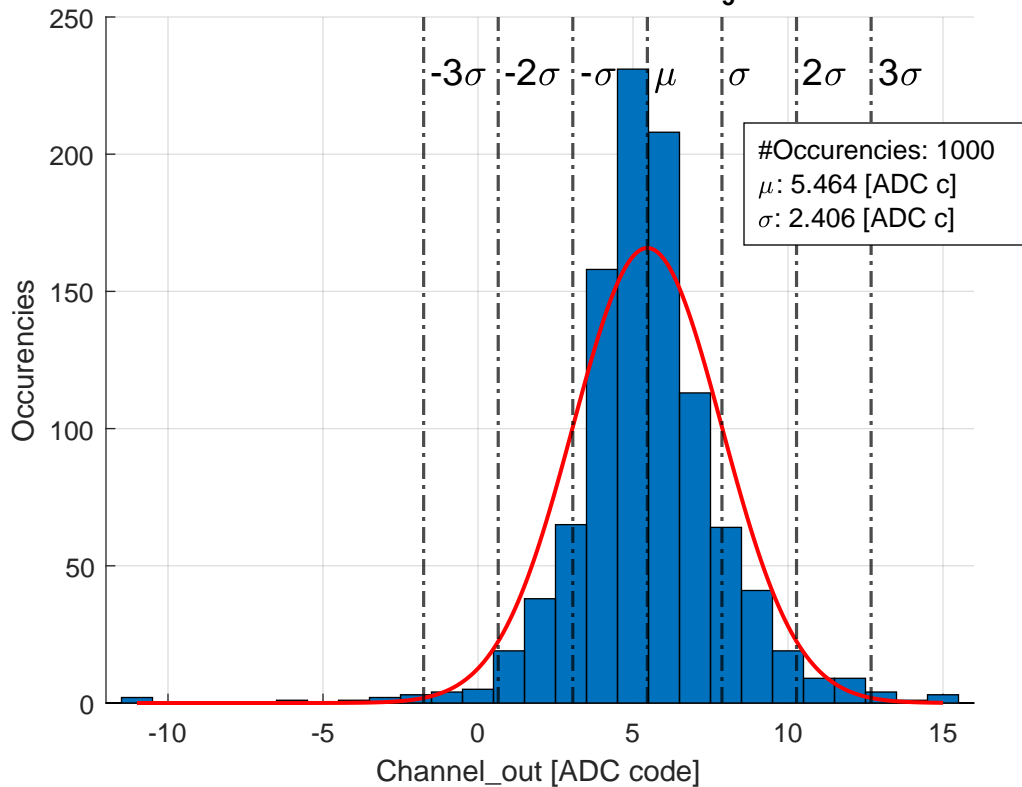 250
200
150
100
50
0
-3σ -2σ -σ μ σ 2σ 3σ
#Occurencies: 1000
μ: 5.464 [ADC c]
σ: 2.406 [ADC c]
Occurencies
-10 -5 0 5 10 15
Channel_out [ADC code]